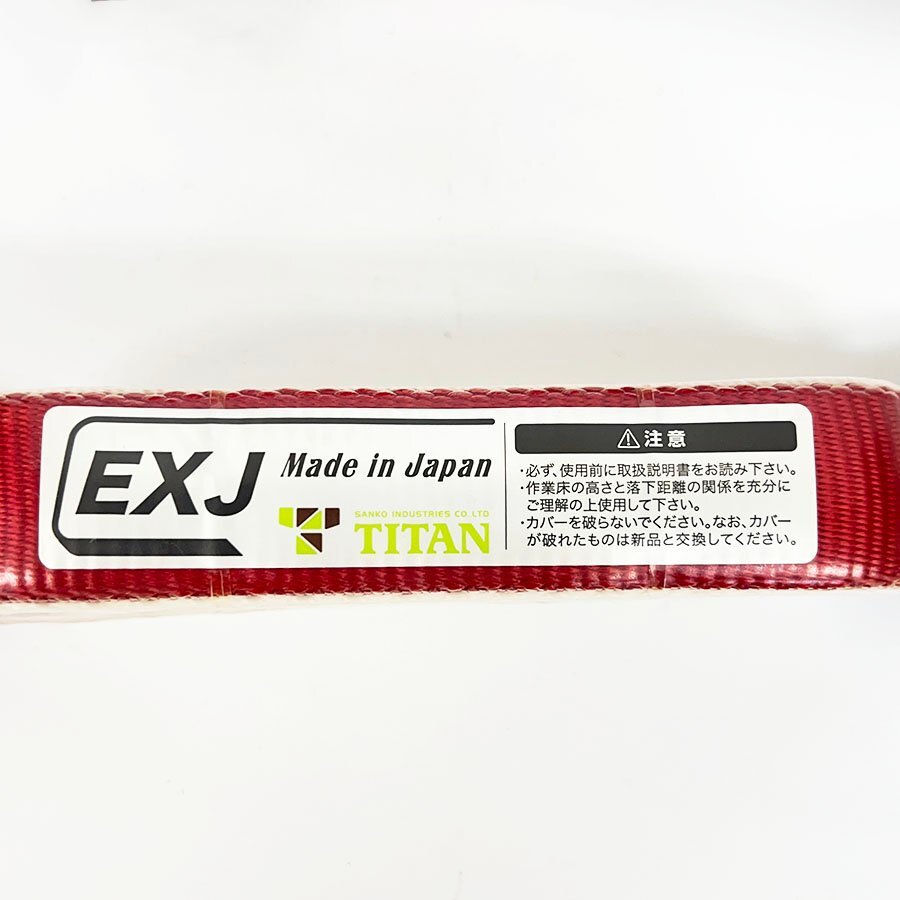 EXJ
Made in Japan
SANKO INDUSTRIES CO.LTD
TITAN
注意
・必ず、使用前に取扱説明書をお読み下さい。
・作業床の高さと落下距離の関係を充分に
ご理解の上使用して下さい。
・カバーを破らないでください。なお、カバー
が破れたものは新品と交換してください。